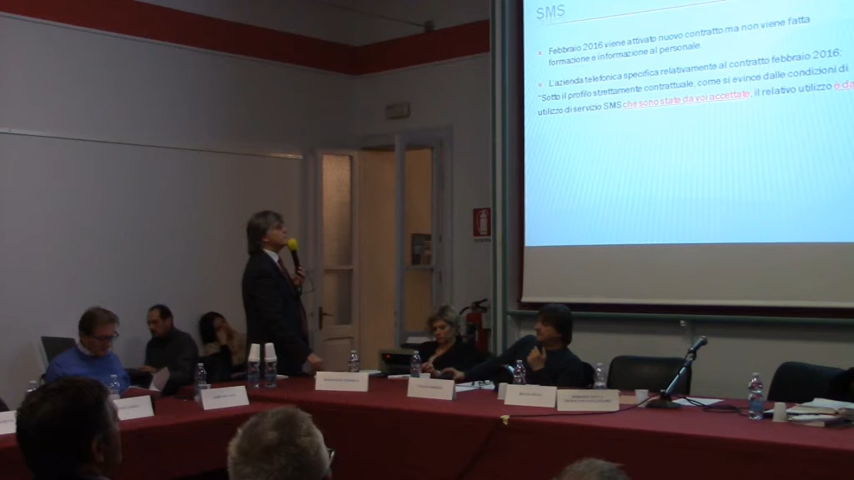 SMS
Febbraio 2016 viene attivato nuovo contratto ma non viene fatta
formazione e informazione al personale.
L'azienda telefonica specifica relativamente al contratto febbraio 2016:
"Sotto il profilo strettamente contrattuale, come si evince dalle condizioni di
utilizzo di servizio SMS che sono state da voi accettate, il relativo utilizzo è da